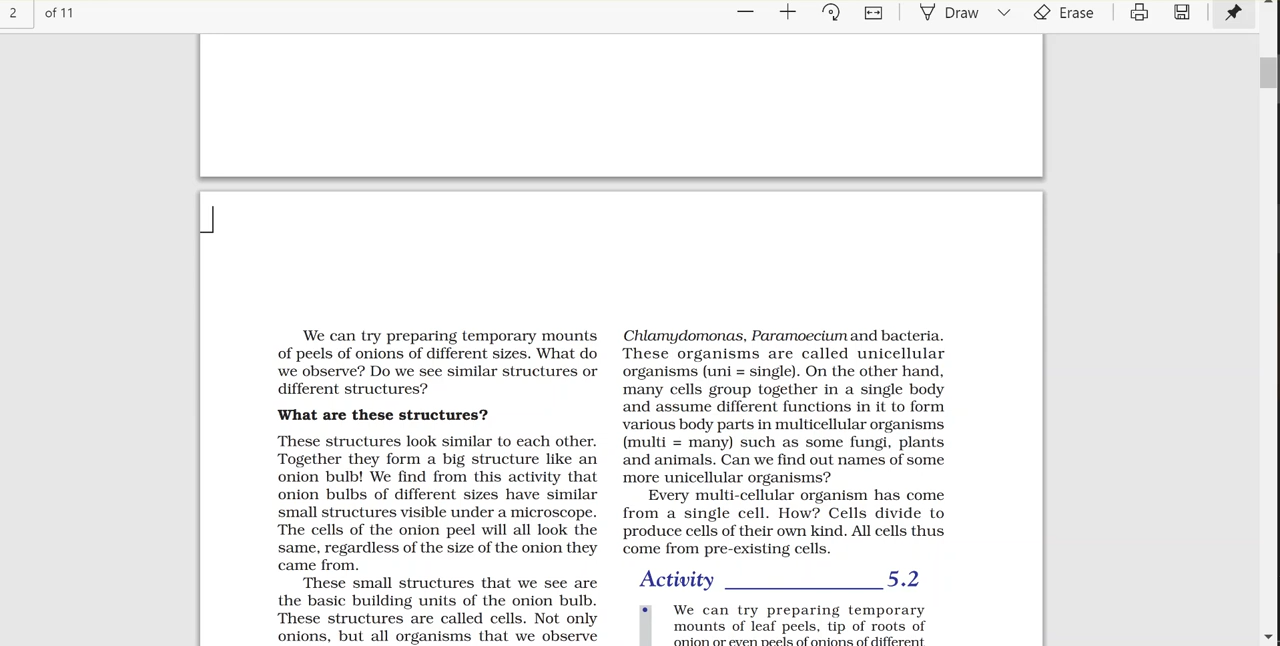 2 of 11
Draw
Erase
We can try preparing temporary mounts
of peels of onions of different sizes. What do
we observe? Do we see similar structures or
different structures?
What are these structures?
These structures look similar to each other.
Together they form a big structure like an
onion bulb! We find from this activity that
onion bulbs of different sizes have similar
small structures visible under a microscope.
The cells of the onion peel will all look the
same, regardless of the size of the onion they
came from.
These small structures that we see are
the basic building units of the onion bulb.
These structures are called cells. Not only
onions, but all organisms that we observe
Chlamydomonas, Paramoecium and bacteria.
These organisms are called unicellular
organisms (uni = single). On the other hand,
many cells group together in a single body
and assume different functions in it to form
various body parts in multicellular organisms
(multi = many) such as some fungi, plants
and animals. Can we find out names of some
more unicellular organisms?
Every multi-cellular organism has come
from a single cell. How? Cells divide to
produce cells of their own kind. All cells thus
come from pre-existing cells.
Activity ______________ 5.2
• We can try preparing temporary
mounts of leaf peels, tip of roots of
onion or even peels of onions of different